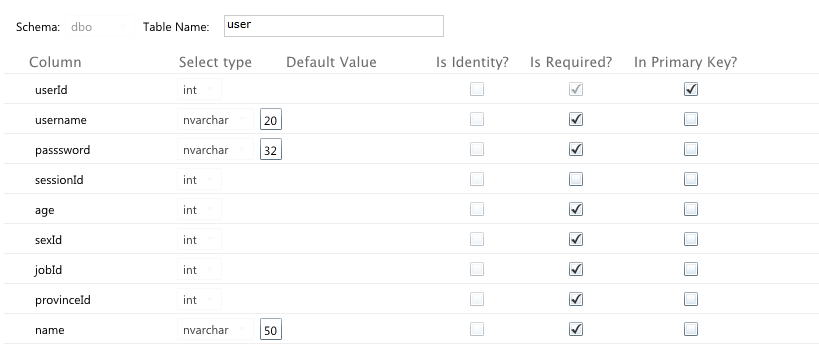 Schema: dbo Table Name: user
Column Select type Default Value Is Identity? Is Required? In Primary Key?
userId int
username nvarchar 20
passsword nvarchar 32
sessionId int
age int
sexId int
jobId int
provinceId int
name nvarchar 50